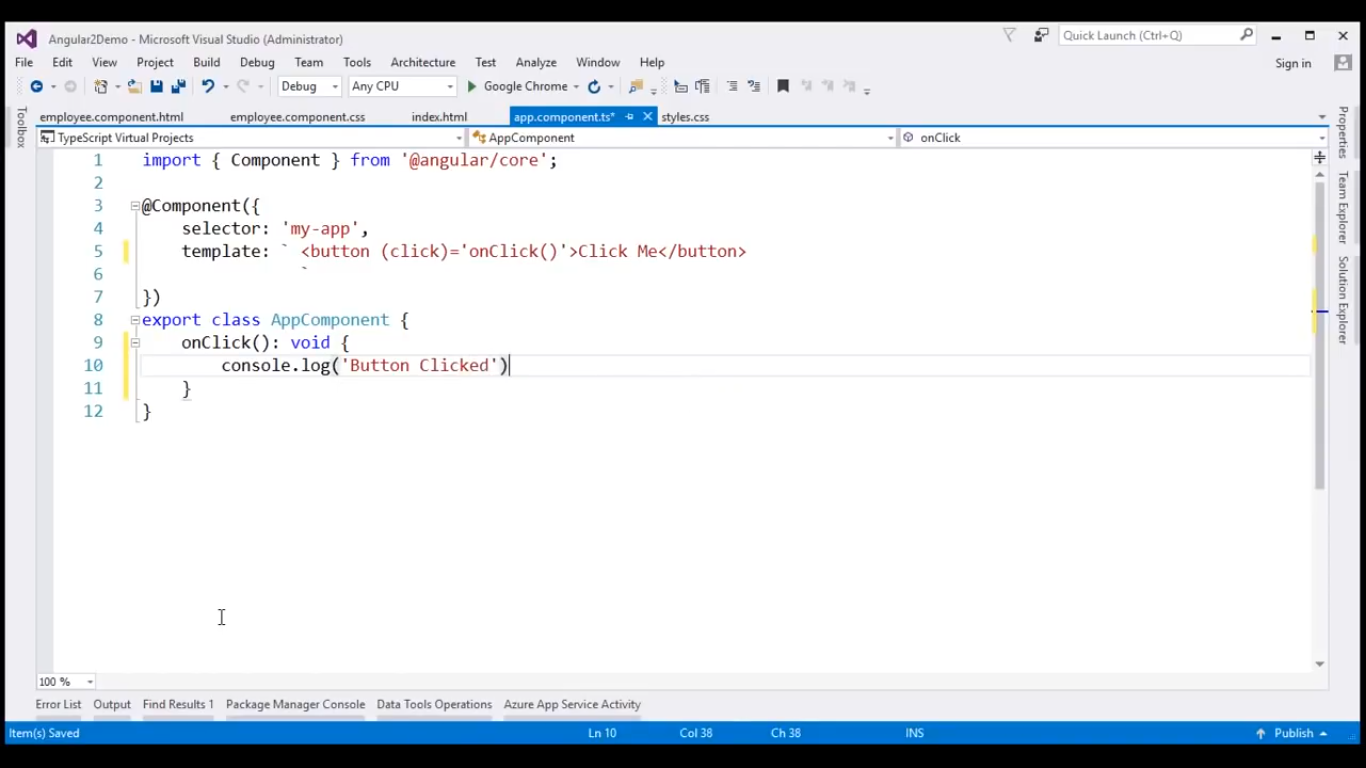 Angular2Demo - Microsoft Visual Studio (Administrator)
Quick Launch (Ctrl+Q)
File Edit View Project Build Debug Team Tools Architecture Test Analyze Window Help
Sign in
Debug Any CPU Google Chrome
employee.component.html employee.component.css index.html app.component.ts* styles.css
TypeScript Virtual Projects AppComponent onClick
1 import { Component } from '@angular/core';
2
3 @Component({
4 selector: 'my-app',
5 template: ` <button (click)='onClick()'>Click Me</button>
6 `
7 })
8 export class AppComponent {
9 onClick(): void {
10 console.log('Button Clicked')
11 }
12 }
Toolbox
Properties
Team Explorer
Solution Explorer
100 %
Error List Output Find Results 1 Package Manager Console Data Tools Operations Azure App Service Activity
Item(s) Saved Ln 10 Col 38 Ch 38 INS Publish